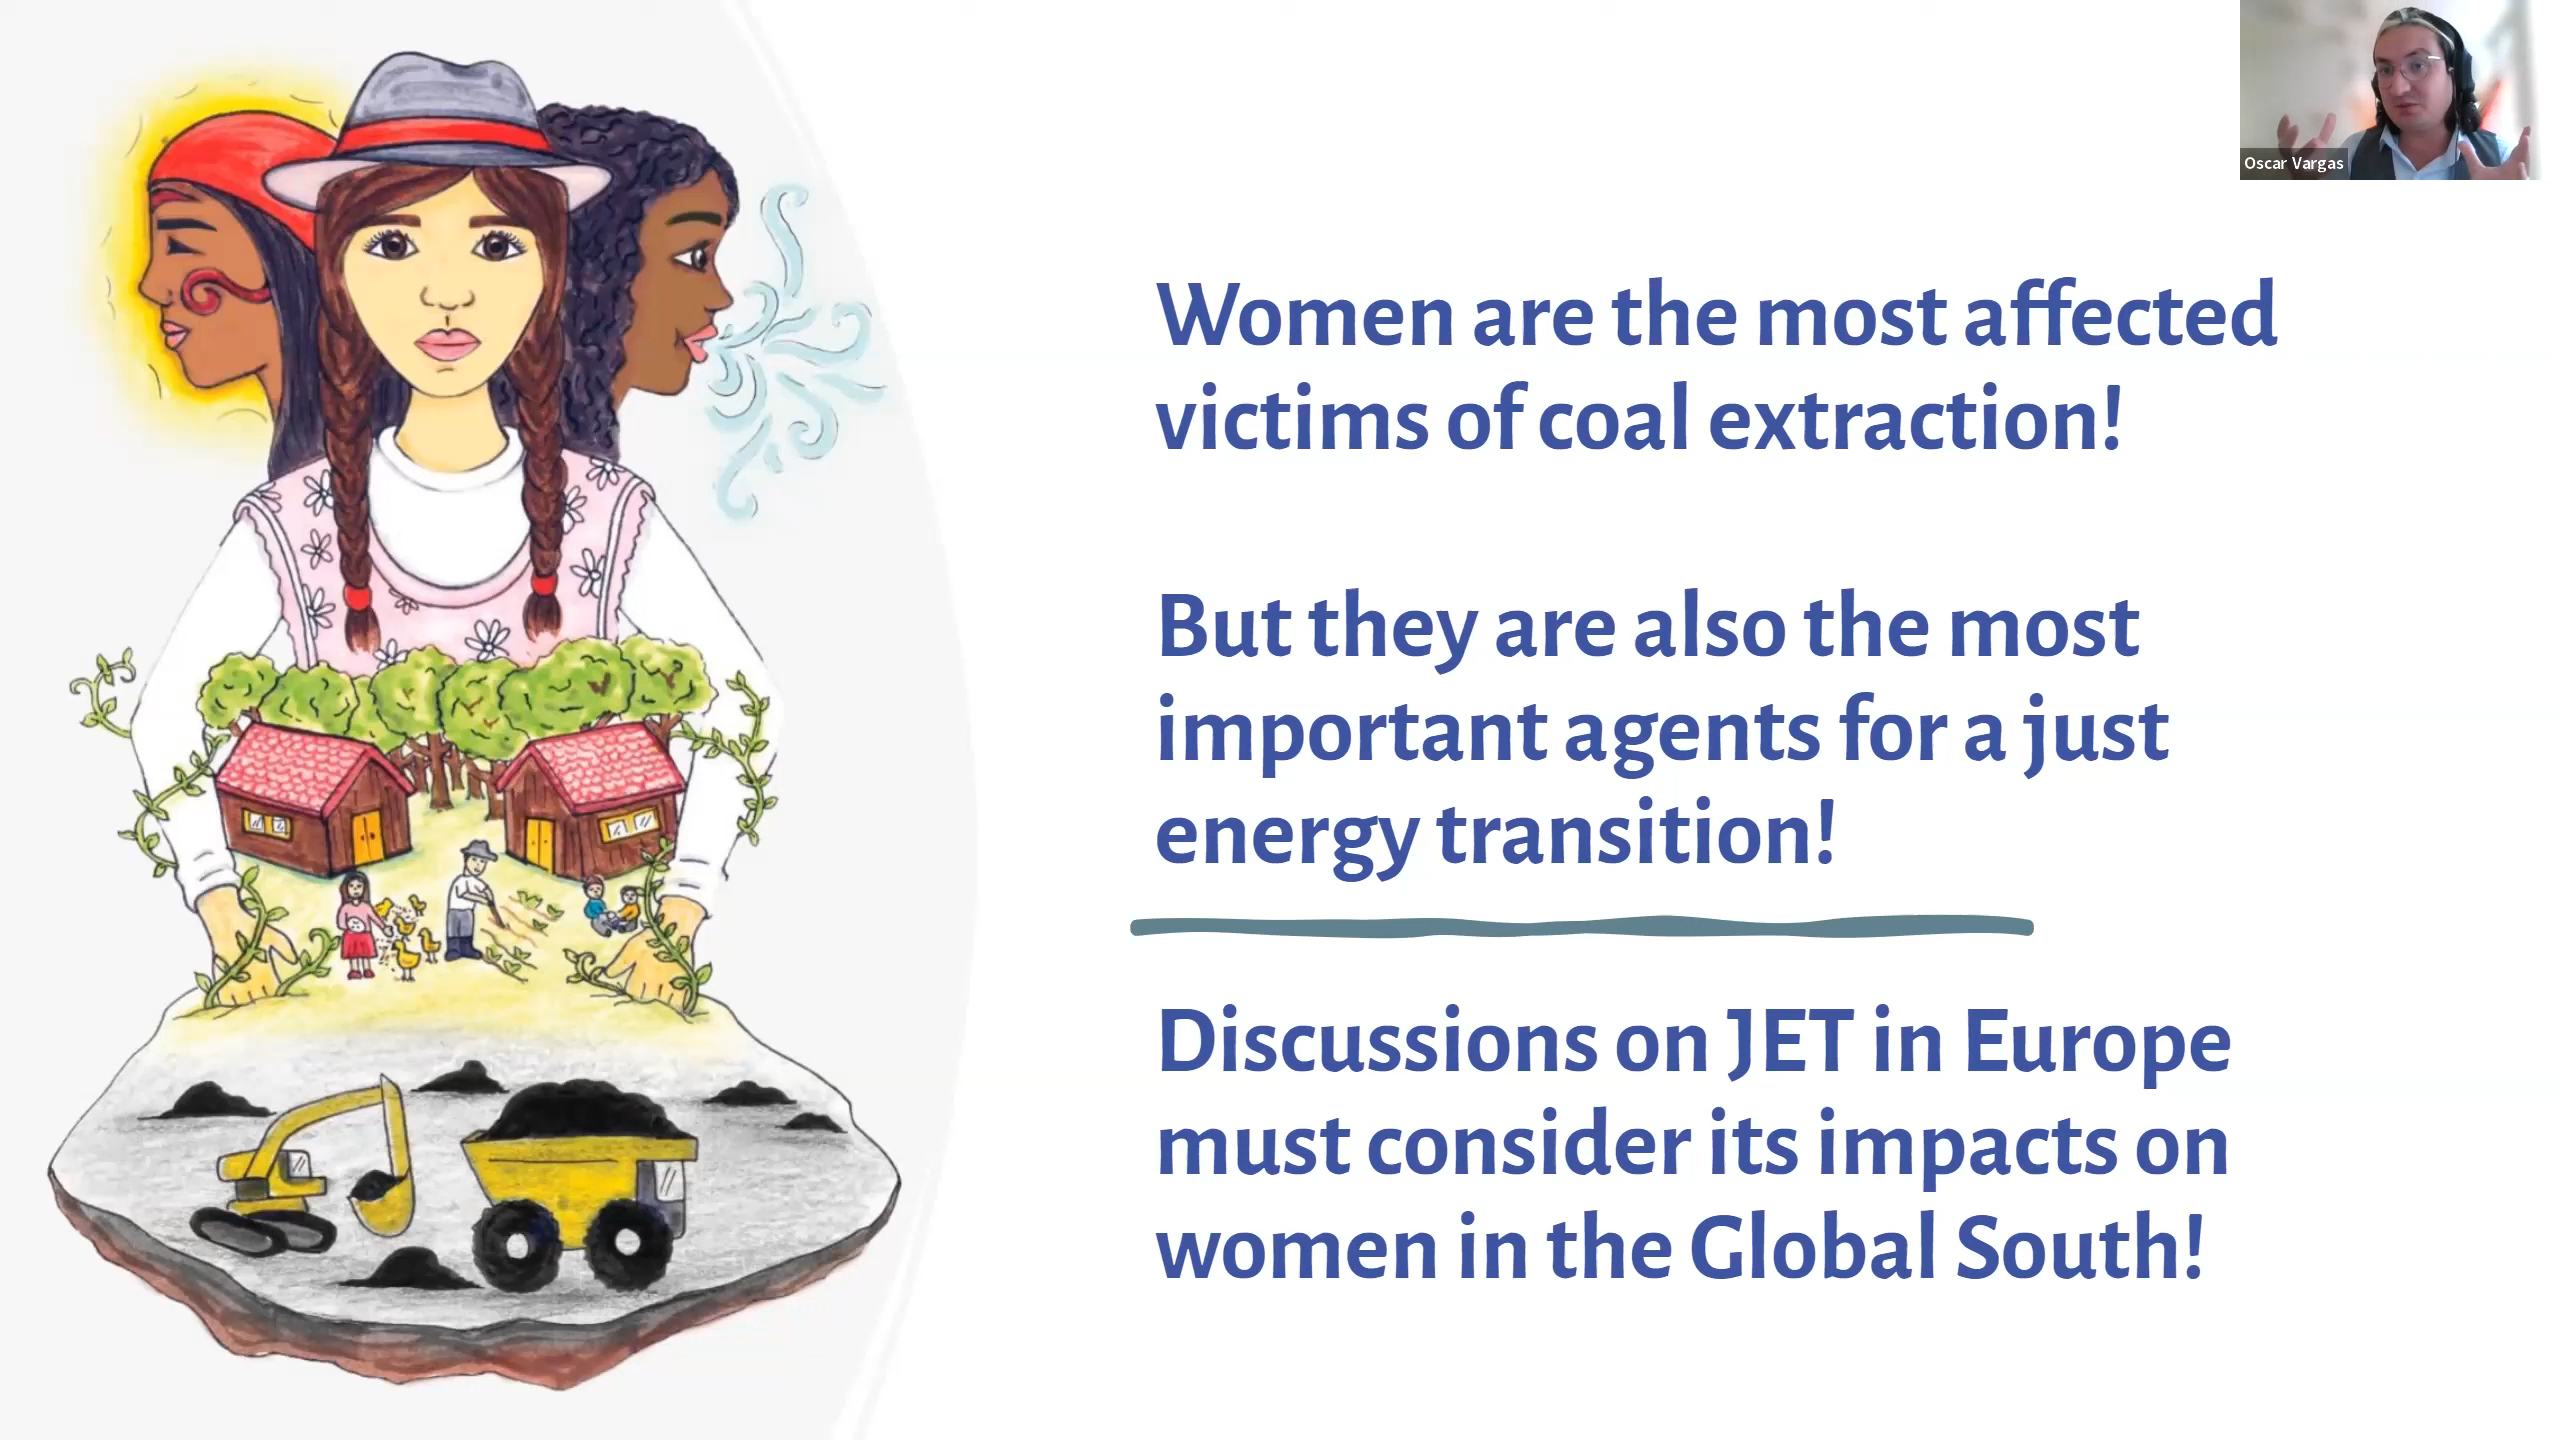 Oscar Vargas
Women are the most affected
victims of coal extraction!
But they are also the most
important agents for a just
energy transition!
Discussions on JET in Europe
must consider its impacts on
women in the Global South!